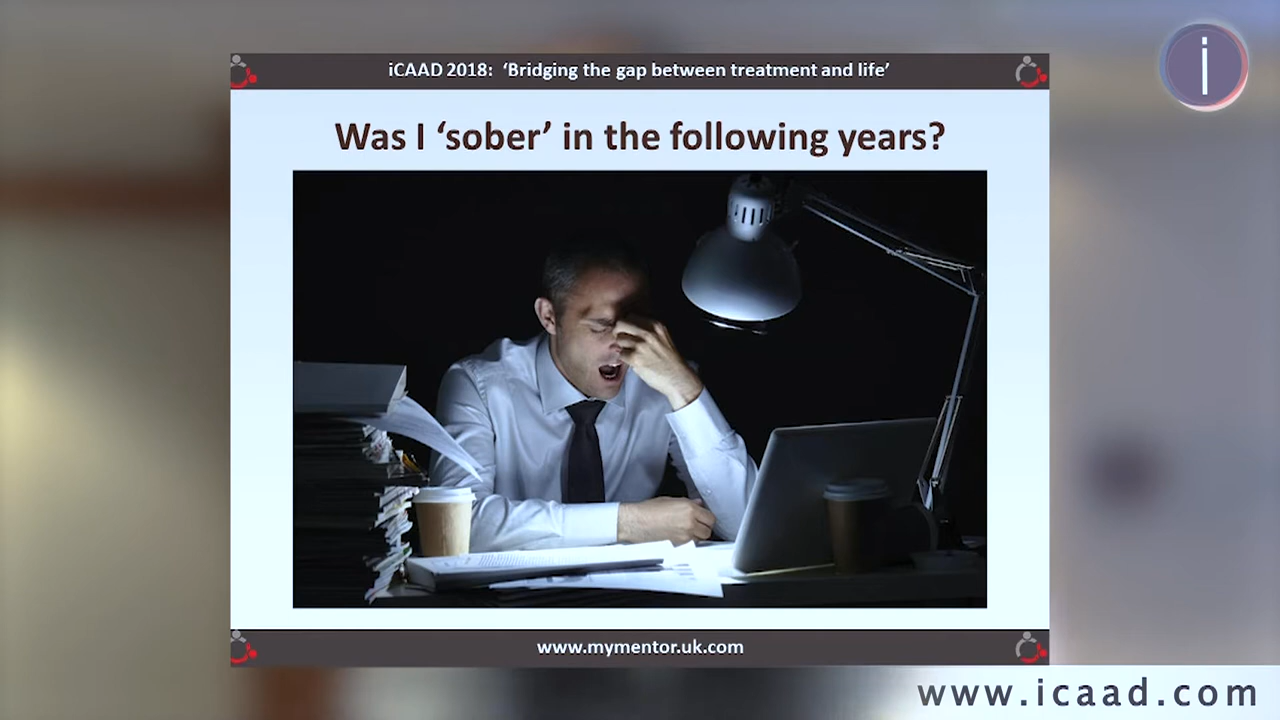 iCAAD 2018:  ‘Bridging the gap between treatment and life’
i
Was I ‘sober’ in the following years?
www.mymentor.uk.com
www.icaad.com